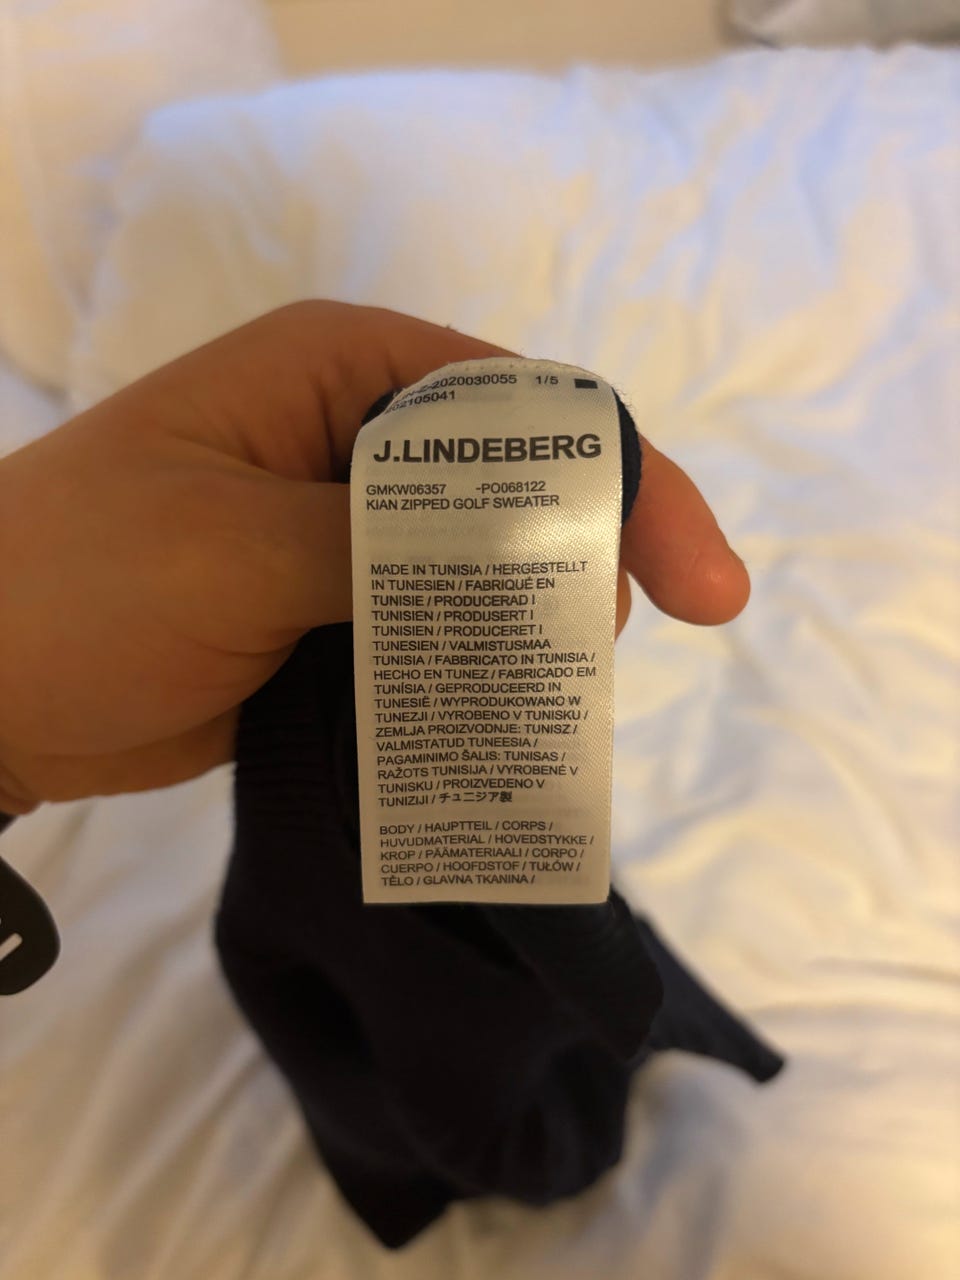 2020030055 1/5
J.LINDEBERG
GMKW06357 -PO068122
KIAN ZIPPED GOLF SWEATER
MADE IN TUNISIA / HERGESTELLT
IN TUNESIEN / FABRIQUÉ EN
TUNISIE / PRODUCERAD I
TUNISIEN / PRODUSERT I
TUNISIEN / PRODUCERET I
TUNESIEN / VALMISTUSMAA
TUNISIA / FABBRICATO IN TUNISIA /
HECHO EN TUNEZ / FABRICADO EM
TUNÍSIA / GEPRODUCEERD IN
TUNESIË / WYPRODUKOWANO W
TUNEZJI / VYROBENO V TUNISKU /
ZEMLJA PROIZVODNJE: TUNISZ /
VALMISTATUD TUNEESIA /
PAGAMINIMO ŠALIS: TUNISAS /
RAŽOTS TUNISIJA / VYROBENÉ V
TUNISKU / PROIZVEDENO V
TUNIZIJI / チュニジア製
BODY / HAUPTTEIL / CORPS /
HUVUDMATERIAL / HOVEDSTYKKE /
KROP / PÄÄMATERIAALI / CORPO /
CUERPO / HOOFDSTOF / TUŁÓW /
TĚLO / GLAVNA TKANINA /